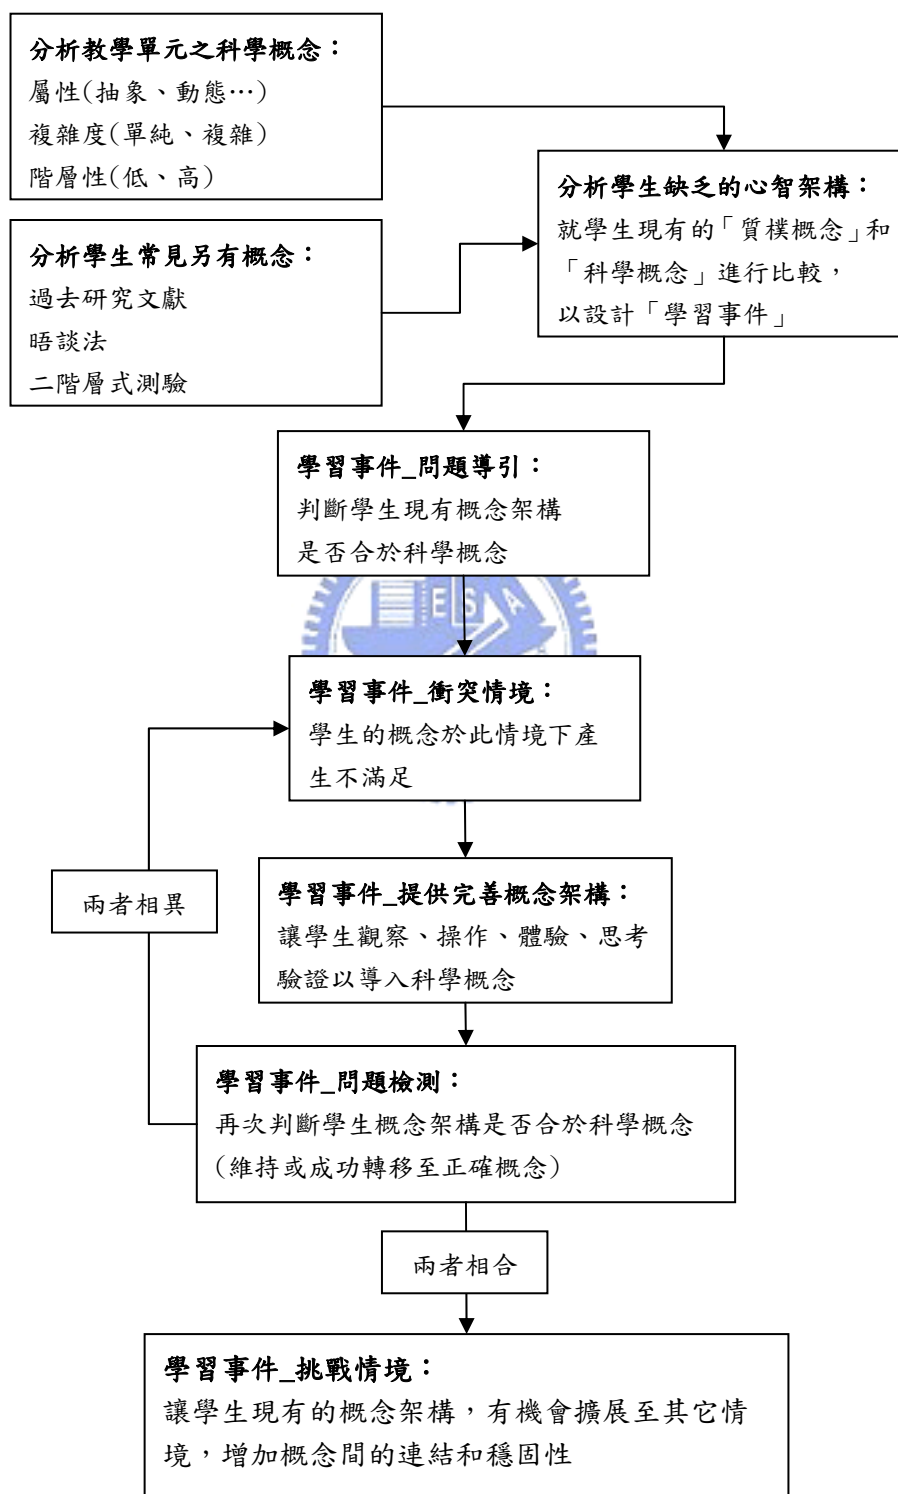 分析教學單元之科學概念：
屬性(抽象、動態…)
複雜度(單純、複雜)
階層性(低、高)
分析學生缺乏的心智架構：
就學生現有的「質樸概念」和
「科學概念」進行比較，
以設計「學習事件」
分析學生常見另有概念：
過去研究文獻
晤談法
二階層式測驗
學習事件_問題導引：
判斷學生現有概念架構
是否合於科學概念
ESA
學習事件_衝突情境：
學生的概念於此情境下產
生不滿足
兩者相異
學習事件_提供完善概念架構：
讓學生觀察、操作、體驗、思考
驗證以導入科學概念
學習事件_問題檢測：
再次判斷學生概念架構是否合於科學概念
(維持或成功轉移至正確概念)
兩者相合
學習事件_挑戰情境：
讓學生現有的概念架構，有機會擴展至其它情
境，增加概念間的連結和穩固性